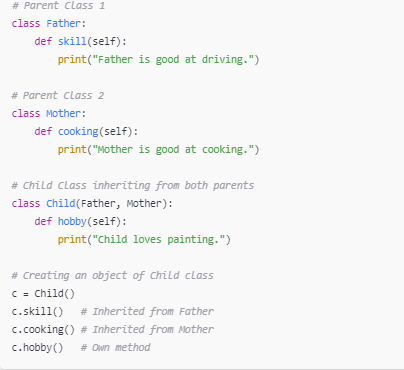 # Parent Class 1
class Father:
    def skill(self):
        print("Father is good at driving.")

# Parent Class 2
class Mother:
    def cooking(self):
        print("Mother is good at cooking.")

# Child Class inheriting from both parents
class Child(Father, Mother):
    def hobby(self):
        print("Child loves painting.")

# Creating an object of Child class
c = Child()
c.skill()   # Inherited from Father
c.cooking() # Inherited from Mother
c.hobby()   # Own method